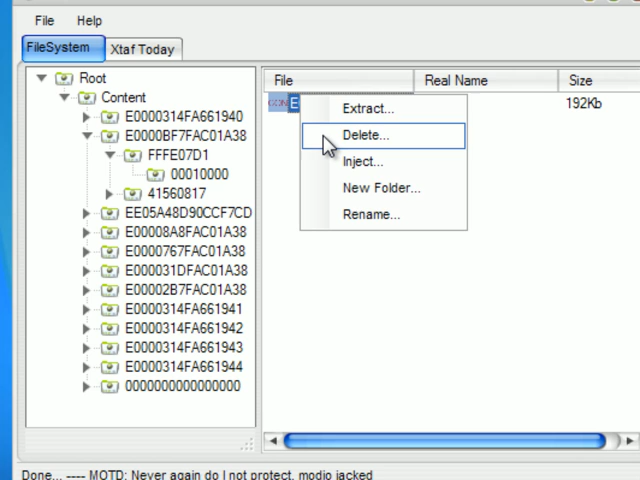 File Help
FileSystem Xtaf Today
Root
Content
E0000314FA661940
E0000BF7FAC01A38
FFFE07D1
00010000
41560817
EE05A48D90CCF7CD
E00008A8FAC01A38
E0000767FAC01A38
E000031DFAC01A38
E00002B7FAC01A38
E0000314FA661941
E0000314FA661942
E0000314FA661943
E0000314FA661944
0000000000000000
File Real Name Size
CON E 192Kb
Extract...
Delete...
Inject...
New Folder...
Rename...
Done... ---- MOTD: Never again do I not protect, modio jacked